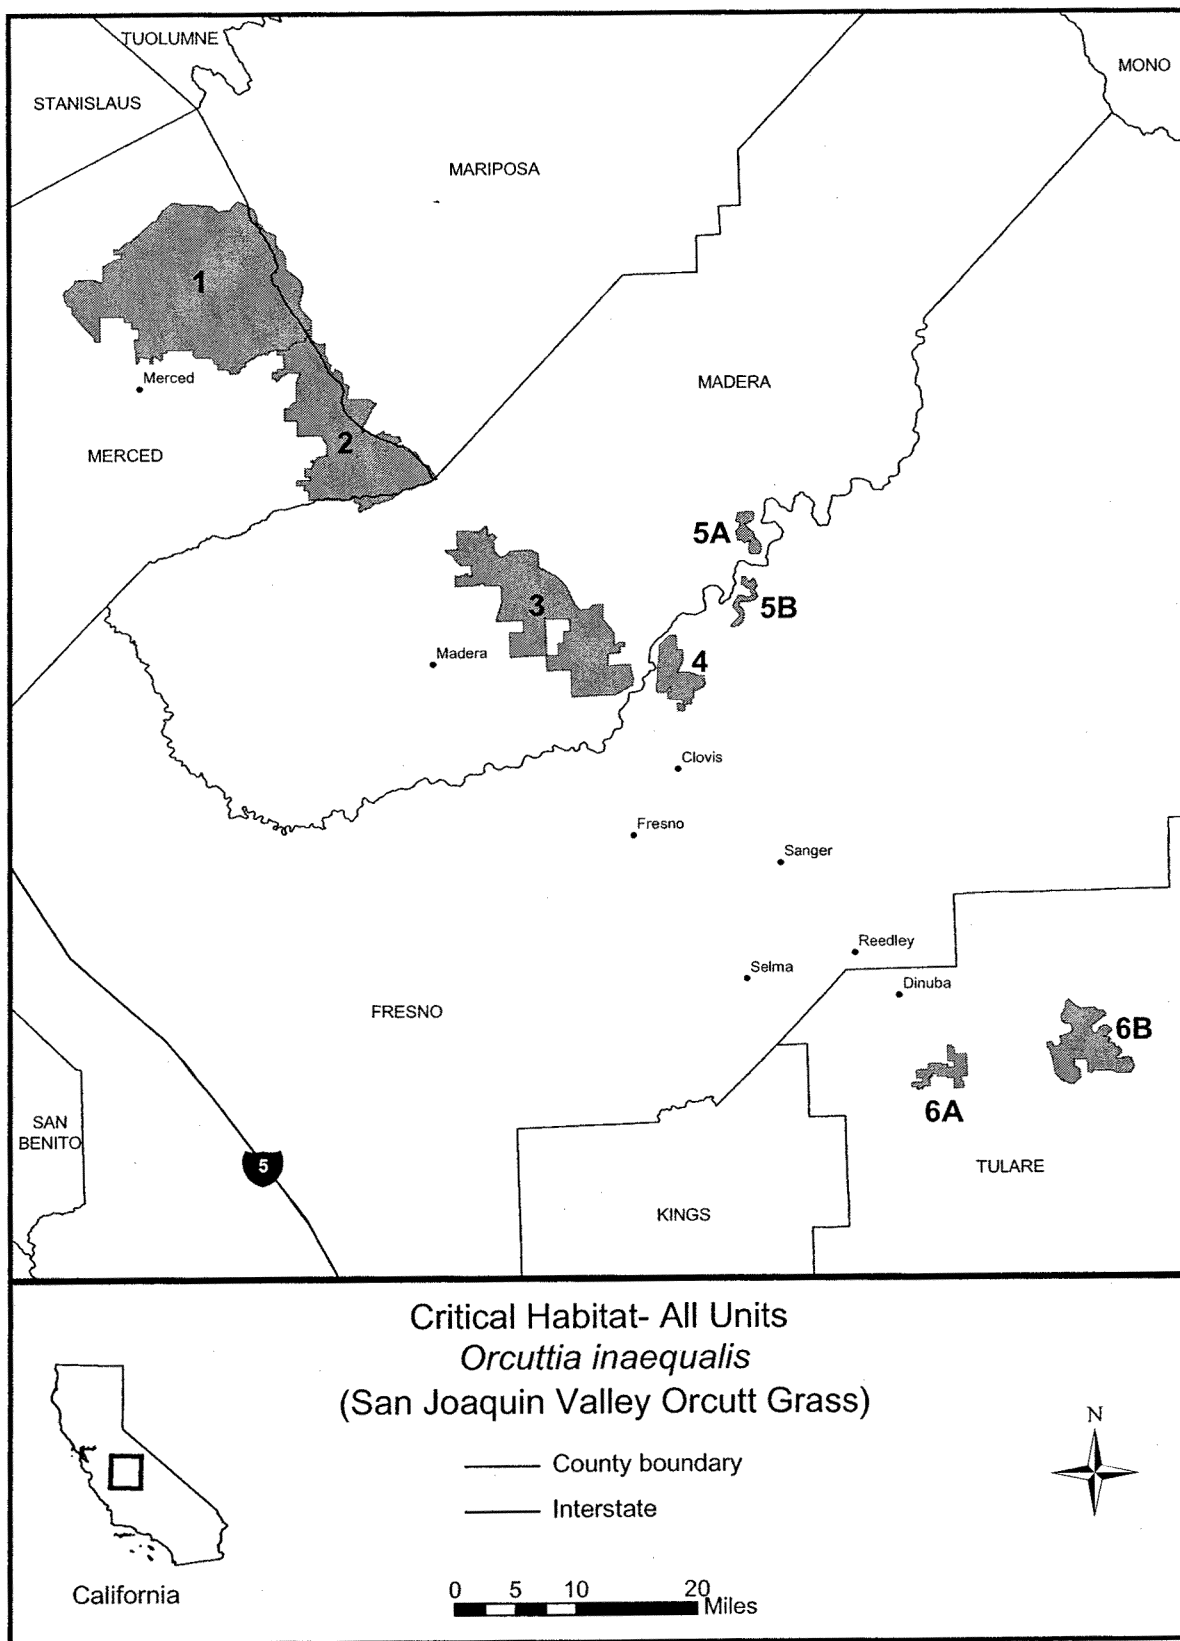 TUOLUMNE
MONO
STANISLAUS
MARIPOSA
1
Merced
MADERA
2
MERCED
5A
3
5B
Madera
4
Clovis
Fresno
Sanger
Reedley
Selma
Dinuba
FRESNO
6B
6A
SAN
BENITO
5
TULARE
KINGS
Critical Habitat- All Units
Orcuttia inaequalis
(San Joaquin Valley Orcutt Grass)
County boundary
Interstate
N
California
0 5 10 20
Miles